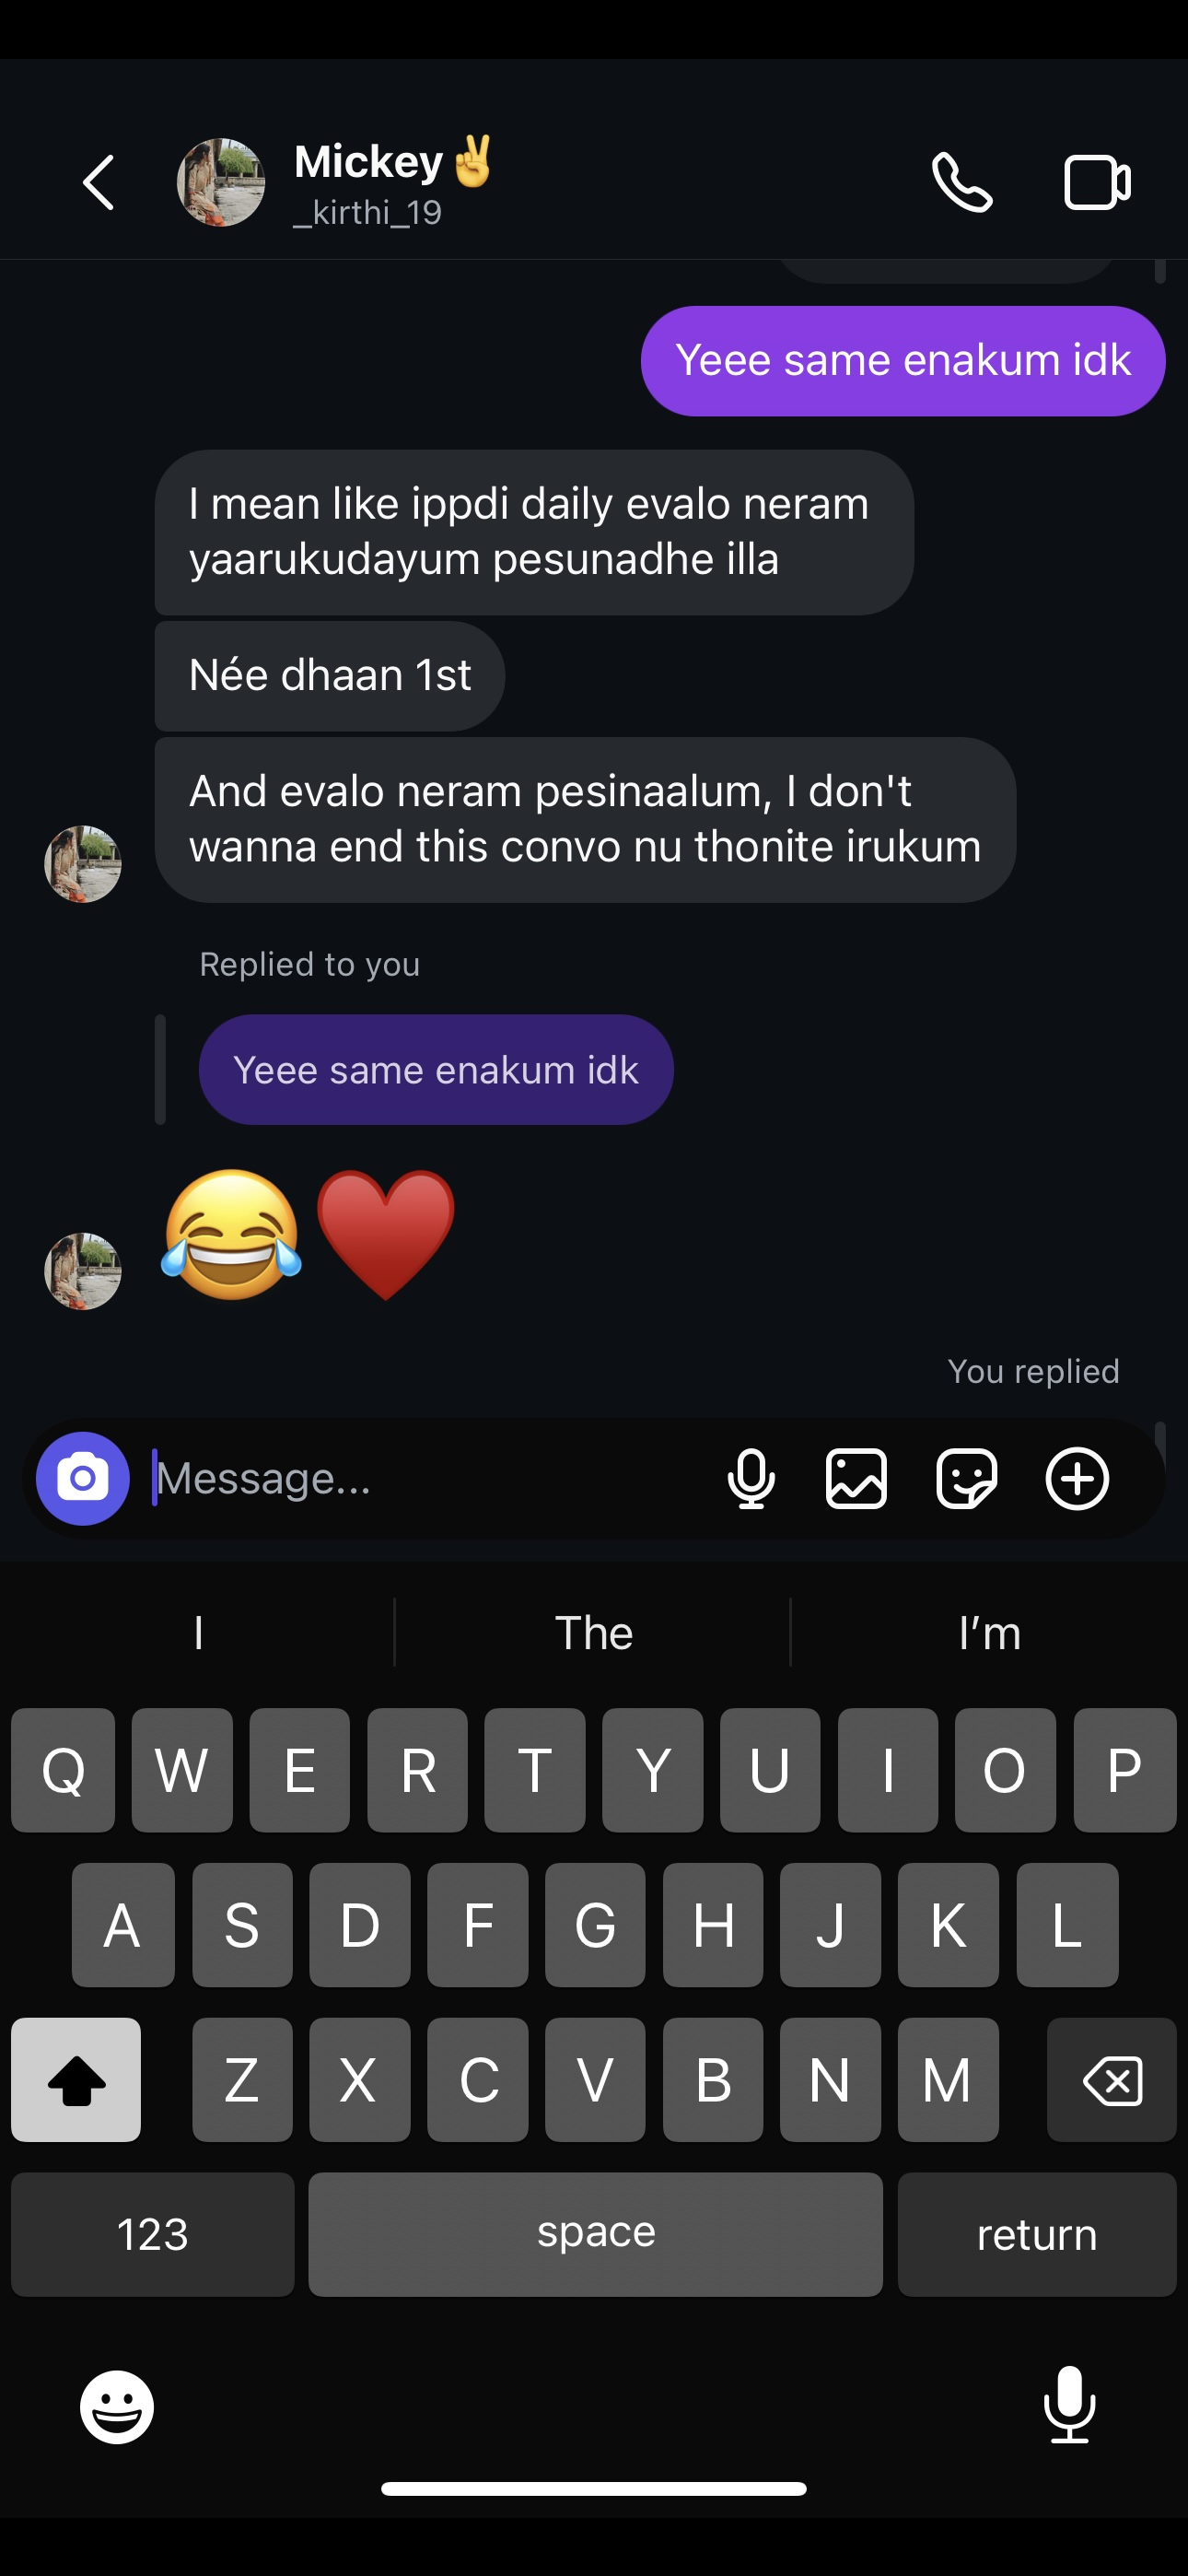 Mickey✌️
_kirthi_19
Yeee same enakum idk
I mean like ippdi daily evalo neram
yaarukudayum pesunadhe illa
Née dhaan 1st
And evalo neram pesinaalum, I don't
wanna end this convo nu thonite irukum
Replied to you
Yeee same enakum idk
😂❤️
You replied
Message...
I The I'm
Q W E R T Y U I O P
A S D F G H J K L
Z X C V B N M
123 space return